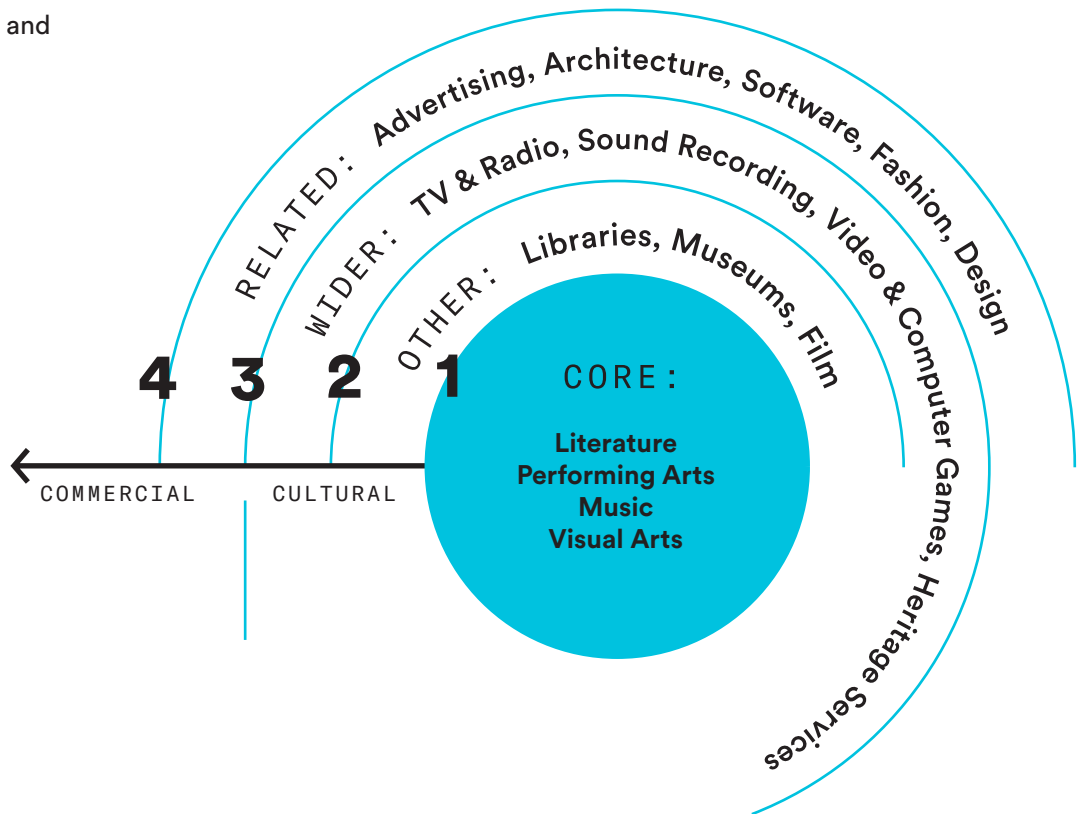 and
RELATED: Advertising, Architecture, Software, Fashion, Design
WIDER: TV & Radio, Sound Recording, Video & Computer Games, Heritage Services
OTHER: Libraries, Museums, Film
4 3 2 1
CORE:
Literature
Performing Arts
Music
Visual Arts
COMMERCIAL CULTURAL